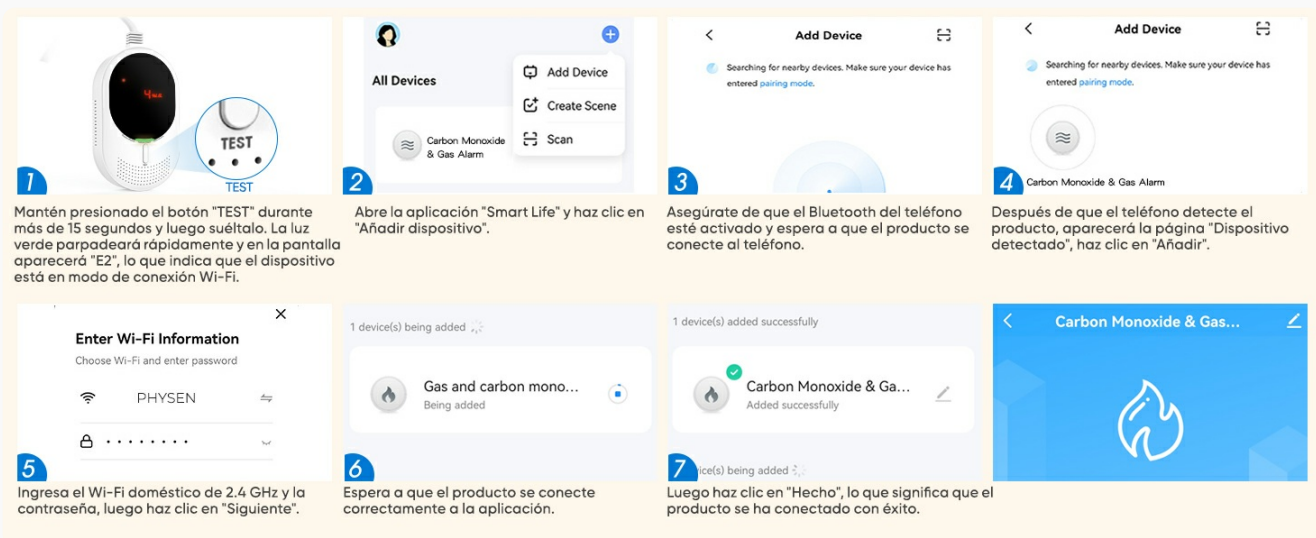 TEST
TEST
1
Mantén presionado el botón "TEST" durante
más de 15 segundos y luego suéltalo. La luz
verde parpadeará rápidamente y en la pantalla
aparecerá "E2", lo que indica que el dispositivo
está en modo de conexión Wi-Fi.
All Devices
Add Device
Create Scene
Scan
Carbon Monoxide
& Gas Alarm
2
Abre la aplicación "Smart Life" y haz clic en
"Añadir dispositivo".
Add Device
Searching for nearby devices. Make sure your device has
entered pairing mode.
3
Asegúrate de que el Bluetooth del teléfono
esté activado y espera a que el producto se
conecte al teléfono.
Add Device
Searching for nearby devices. Make sure your device has
entered pairing mode.
4
Carbon Monoxide & Gas Alarm
Después de que el teléfono detecte el
producto, aparecerá la página "Dispositivo
detectado", haz clic en "Añadir".
Enter Wi-Fi Information
Choose Wi-Fi and enter password
PHYSEN
5
Ingresa el Wi-Fi doméstico de 2.4 GHz y la
contraseña, luego haz clic en "Siguiente".
1 device(s) being added
Gas and carbon mono...
Being added
6
Espera a que el producto se conecte
correctamente a la aplicación.
1 device(s) added successfully
Carbon Monoxide & Ga...
Added successfully
7
ice(s) being added
Luego haz clic en "Hecho", lo que significa que el
producto se ha conectado con éxito.
Carbon Monoxide & Gas...